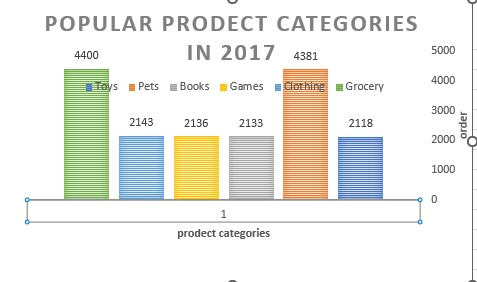 POPULAR PRODECT CATEGORIES
IN 2017
4400
2143
2136
2133
4381
2118
Toys
Pets
Books
Games
Clothing
Grocery
5000
4000
3000
2000
1000
0
order
1
prodect categories